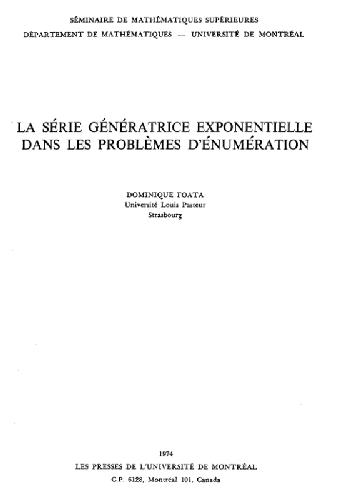 SÉMINAIRE DE MATHÉMATIQUES SUPÉRIEURES
DÉPARTEMENT DE MATHÉMATIQUES — UNIVERSITÉ DE MONTRÉAL
LA SÉRIE GÉNÉRATRICE EXPONENTIELLE
DANS LES PROBLÈMES D'ÉNUMÉRATION
DOMINIQUE FOATA
Université Louis Pasteur
Strasbourg
1974
LES PRESSES DE L'UNIVERSITÉ DE MONTRÉAL
C.P. 6128, Montréal 101, Canada